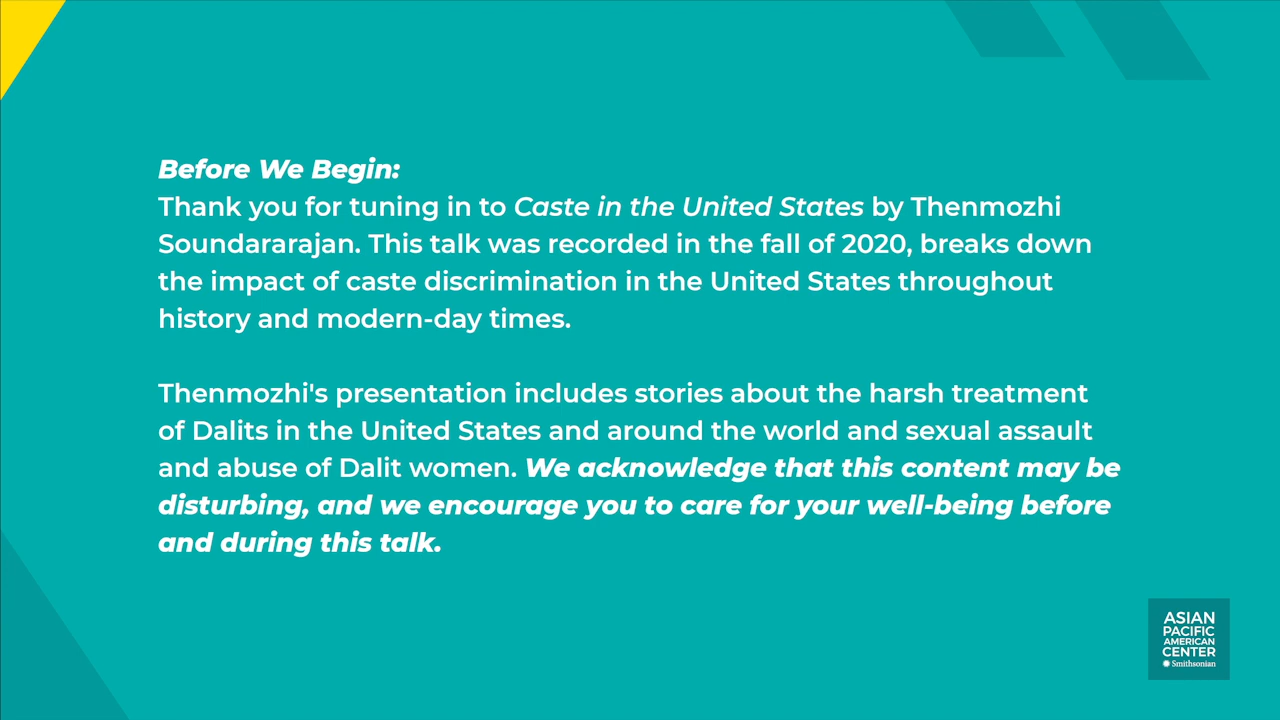 Before We Begin:
Thank you for tuning in to Caste in the United States by Thenmozhi
Soundararajan. This talk was recorded in the fall of 2020, breaks down
the impact of caste discrimination in the United States throughout
history and modern-day times.
Thenmozhi's presentation includes stories about the harsh treatment
of Dalits in the United States and around the world and sexual assault
and abuse of Dalit women. We acknowledge that this content may be
disturbing, and we encourage you to care for your well-being before
and during this talk.
ASIAN
PACIFIC
AMERICAN
CENTER
Smithsonian